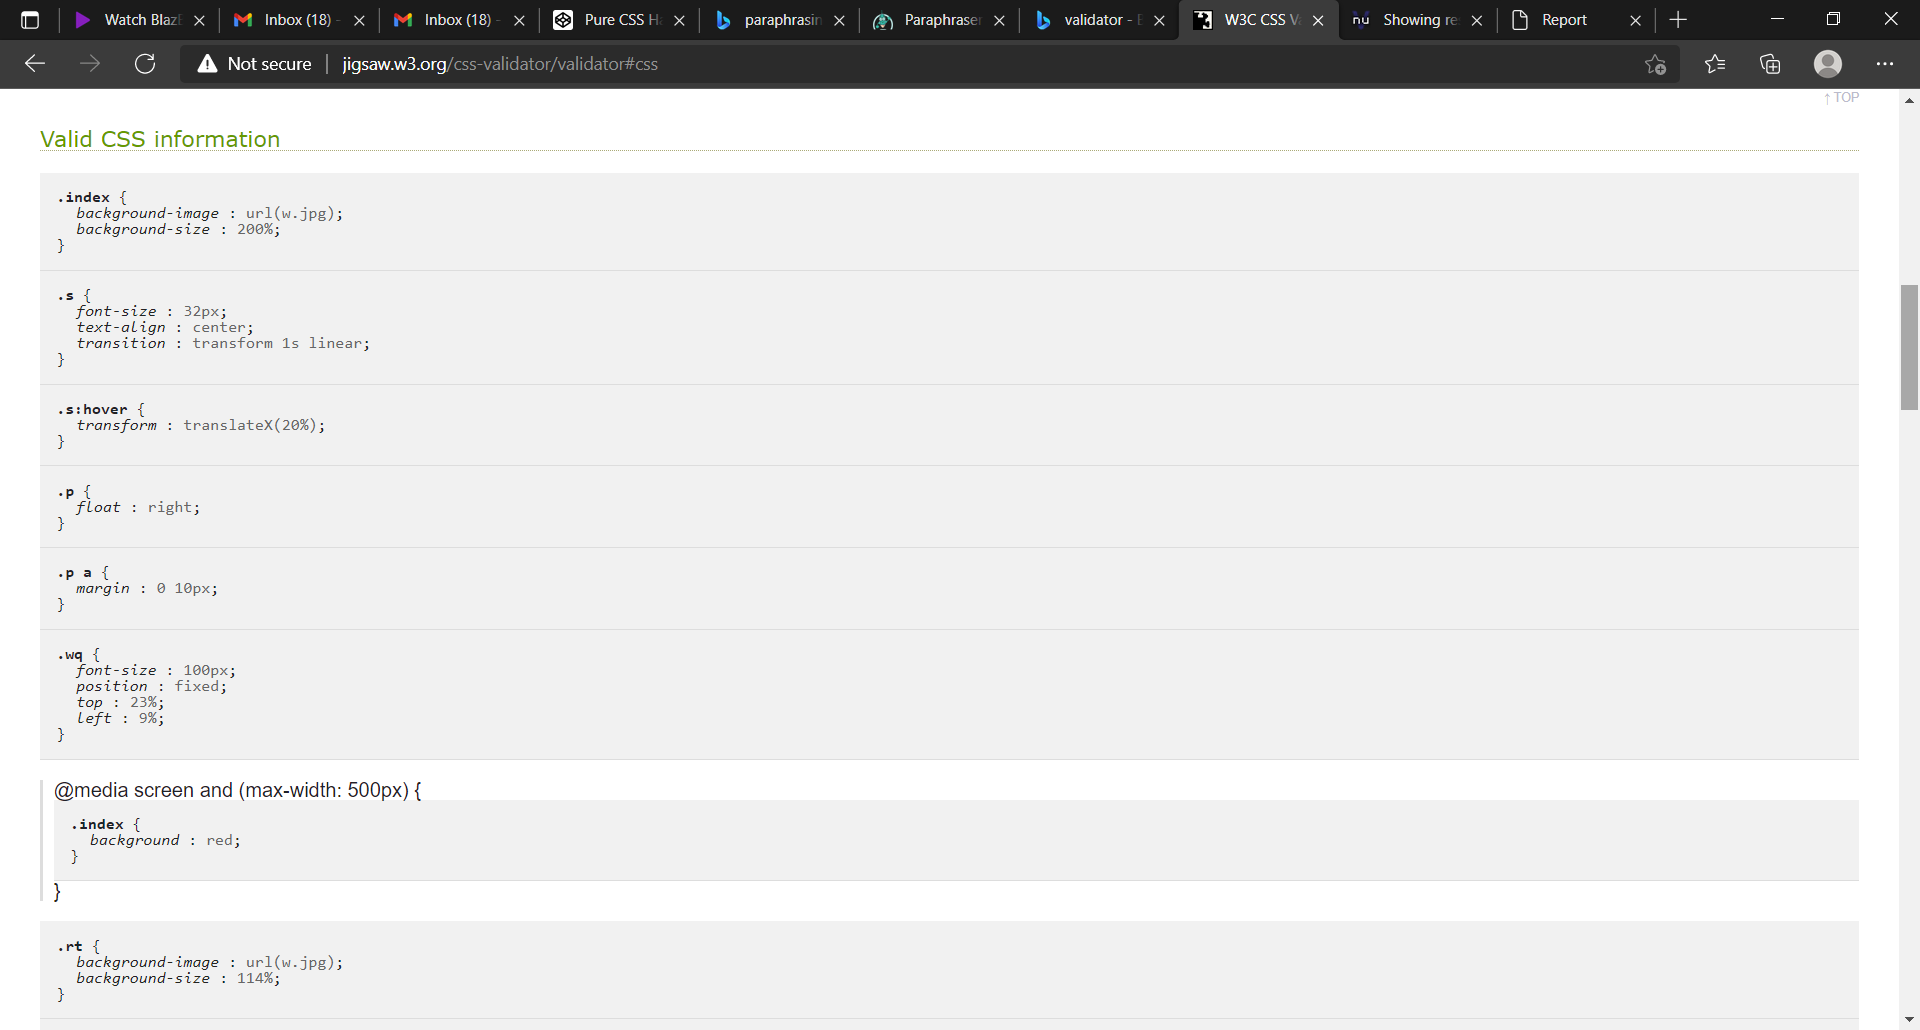 Watch Blaz
Inbox (18) -
Inbox (18) -
Pure CSS H
paraphrasin
Paraphraser
validator -
W3C CSS V
nu Showing re
Report
Not secure | jigsaw.w3.org/css-validator/validator#css
↑ TOP
Valid CSS information
.index {
background-image : url(w.jpg);
background-size : 200%;
}
.s {
font-size : 32px;
text-align : center;
transition : transform 1s linear;
}
.s:hover {
transform : translateX(20%);
}
.p {
float : right;
}
.p a {
margin : 0 10px;
}
.wq {
font-size : 100px;
position : fixed;
top : 23%;
left : 9%;
}
@media screen and (max-width: 500px) {
.index {
background : red;
}
}
.rt {
background-image : url(w.jpg);
background-size : 114%;
}